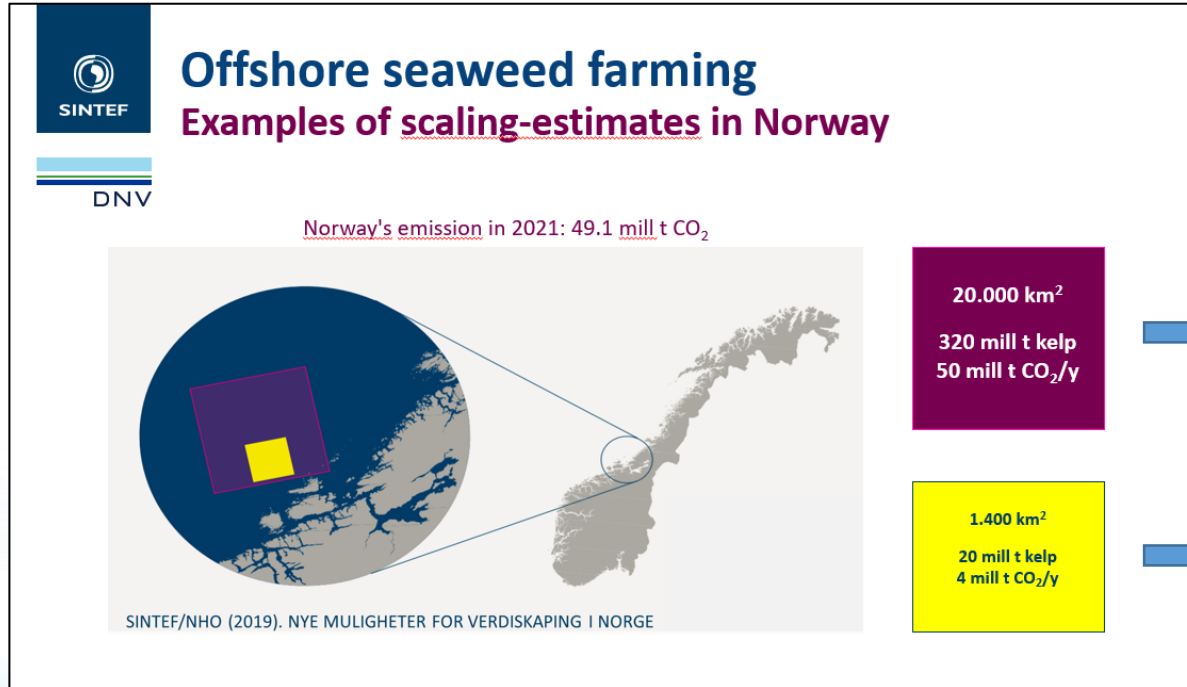 SINTEF
DNV
Offshore seaweed farming
Examples of scaling-estimates in Norway
Norway's emission in 2021: 49.1 mill t CO₂
20.000 km²
320 mill t kelp
50 mill t CO₂/y
1.400 km²
20 mill t kelp
4 mill t CO₂/y
SINTEF/NHO (2019). NYE MULIGHETER FOR VERDISKAPING I NORGE